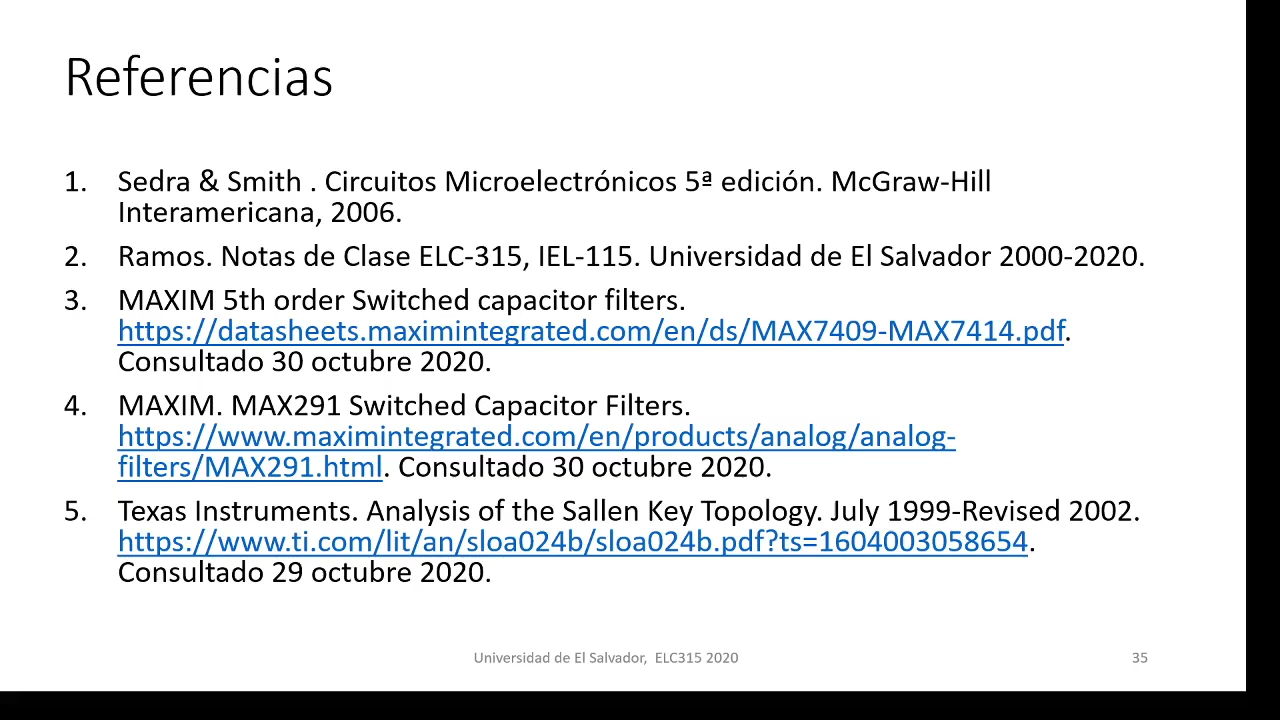 Referencias
1. Sedra & Smith . Circuitos Microelectrónicos 5ª edición. McGraw-Hill
Interamericana, 2006.
2. Ramos. Notas de Clase ELC-315, IEL-115. Universidad de El Salvador 2000-2020.
3. MAXIM 5th order Switched capacitor filters.
https://datasheets.maximintegrated.com/en/ds/MAX7409-MAX7414.pdf.
Consultado 30 octubre 2020.
4. MAXIM. MAX291 Switched Capacitor Filters.
https://www.maximintegrated.com/en/products/analog/analog-
filters/MAX291.html. Consultado 30 octubre 2020.
5. Texas Instruments. Analysis of the Sallen Key Topology. July 1999-Revised 2002.
https://www.ti.com/lit/an/sloa024b/sloa024b.pdf?ts=1604003058654.
Consultado 29 octubre 2020.
Universidad de El Salvador, ELC315 2020
35